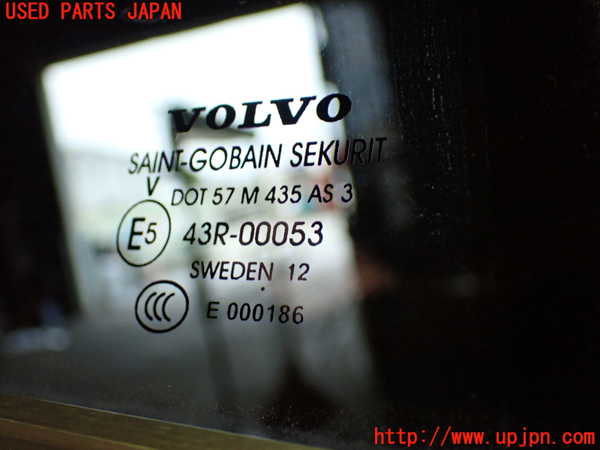 USED PARTS JAPAN
VOLVO
SAINT-GOBAIN SEKURIT
V DOT 57 M 435 AS 3
E5 43R-00053
SWEDEN 12
CCC E 000186
http://www.upjpn.com/